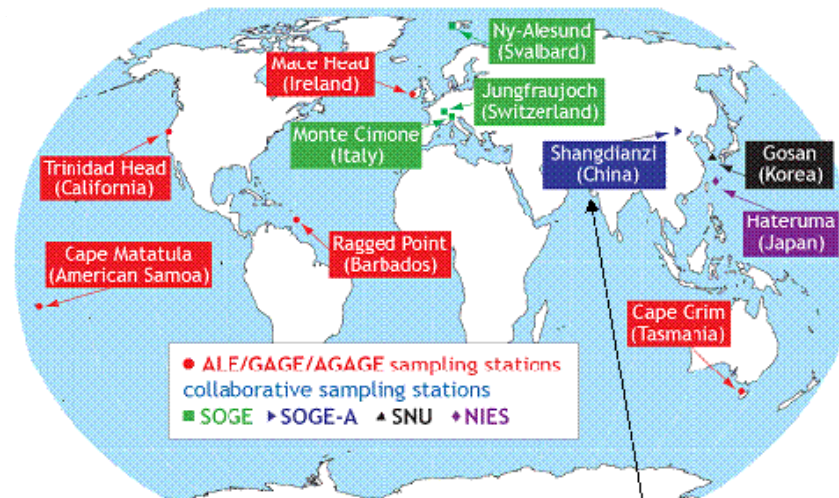 Ny-Alesund
(Svalbard)
Mace Head
(Ireland)
Jungfraujoch
(Switzerland)
Monte Cimone
(Italy)
Trinidad Head
(California)
Shangdianzi
(China)
Gosan
(Korea)
Hateruma
(Japan)
Cape Matatula
(American Samoa)
Ragged Point
(Barbados)
Cape Grim
(Tasmania)
ALE/GAGE/AGAGE sampling stations
collaborative sampling stations
SOGE SOGE-A SNU NIES